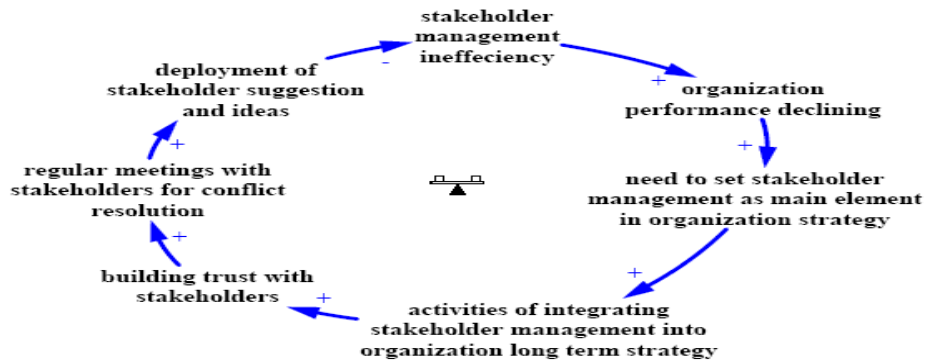 stakeholder
management
ineffeciency
-
+
organization
performance declining
+
need to set stakeholder
management as main element
in organization strategy
+
activities of integrating
stakeholder management into
organization long term strategy
+
building trust with
stakeholders
+
regular meetings with
stakeholders for conflict
resolution
+
deployment of
stakeholder suggestion
and ideas